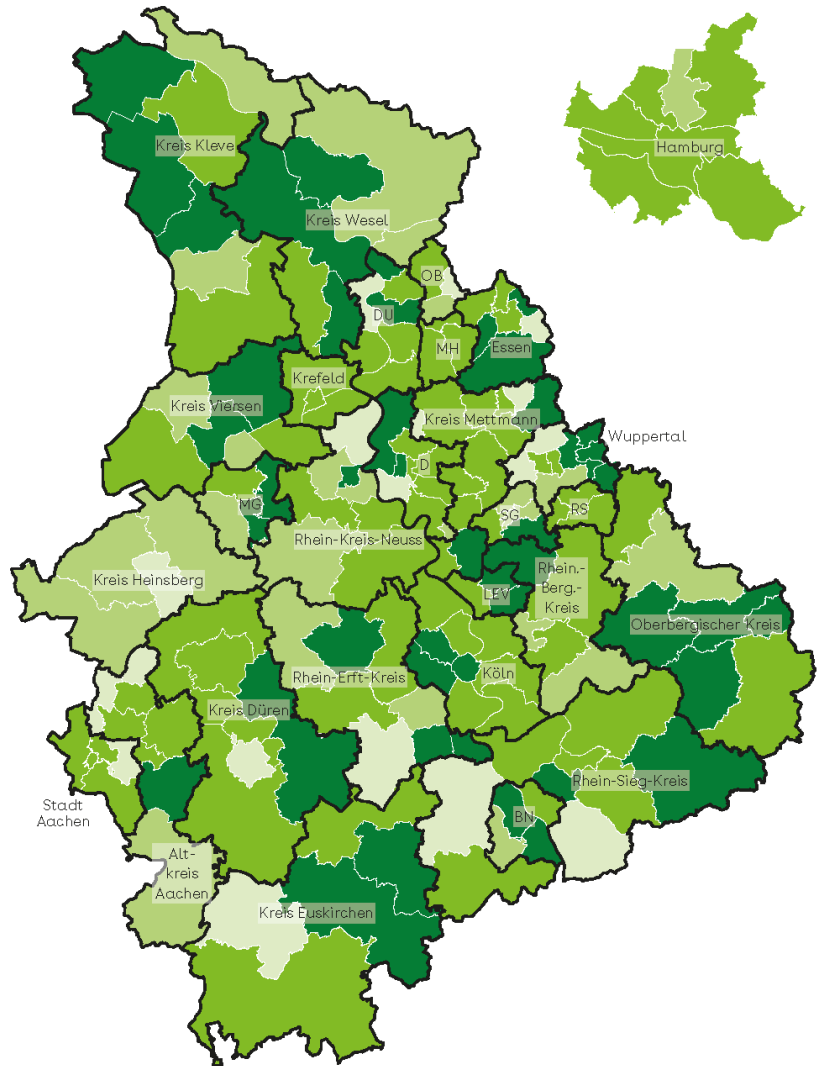 Hamburg
Kreis Kleve
Kreis Wesel
OB
DU
MH
Essen
Krefeld
Kreis Viersen
Kreis Mettmann
Wuppertal
D
MG
SG
RS
Rhein-Kreis-Neuss
Kreis Heinsberg
LEV
Rhein.-
Berg.-
Kreis
Oberbergischer Kreis
Rhein-Erft-Kreis
Köln
Kreis Düren
Rhein-Sieg-Kreis
Stadt
Aachen
BN
Alt-
kreis
Aachen
Kreis Euskirchen